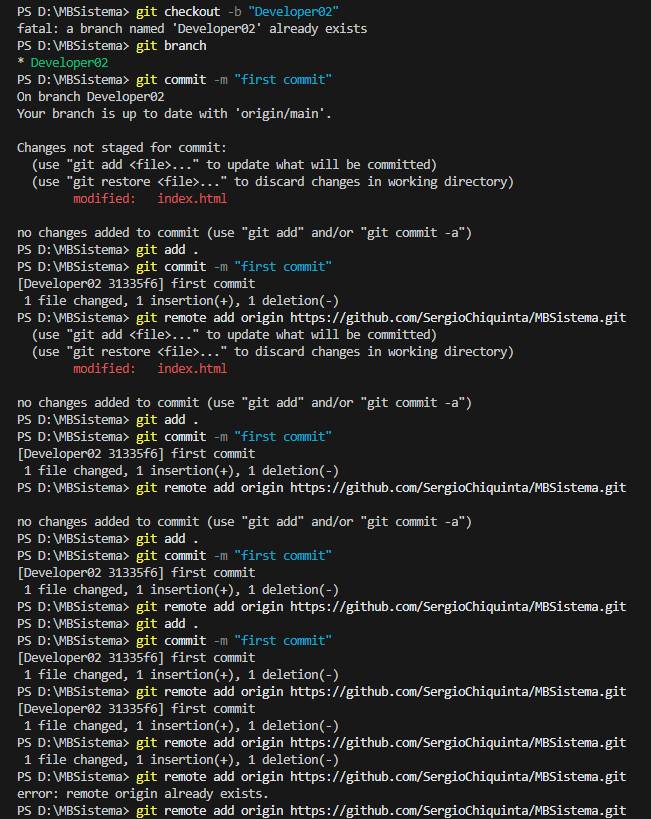 PS D:\MBSistema> git checkout -b "Developer02"
fatal: a branch named 'Developer02' already exists
PS D:\MBSistema> git branch
* Developer02
PS D:\MBSistema> git commit -m "first commit"
On branch Developer02
Your branch is up to date with 'origin/main'.
Changes not staged for commit:
(use "git add <file>..." to update what will be committed)
(use "git restore <file>..." to discard changes in working directory)
modified: index.html
no changes added to commit (use "git add" and/or "git commit -a")
PS D:\MBSistema> git add .
PS D:\MBSistema> git commit -m "first commit"
[Developer02 31335f6] first commit
1 file changed, 1 insertion(+), 1 deletion(-)
PS D:\MBSistema> git remote add origin https://github.com/SergioChiquinta/MBSistema.git
(use "git add <file>..." to update what will be committed)
(use "git restore <file>..." to discard changes in working directory)
modified: index.html
no changes added to commit (use "git add" and/or "git commit -a")
PS D:\MBSistema> git add .
PS D:\MBSistema> git commit -m "first commit"
[Developer02 31335f6] first commit
1 file changed, 1 insertion(+), 1 deletion(-)
PS D:\MBSistema> git remote add origin https://github.com/SergioChiquinta/MBSistema.git
no changes added to commit (use "git add" and/or "git commit -a")
PS D:\MBSistema> git add .
PS D:\MBSistema> git commit -m "first commit"
[Developer02 31335f6] first commit
1 file changed, 1 insertion(+), 1 deletion(-)
PS D:\MBSistema> git remote add origin https://github.com/SergioChiquinta/MBSistema.git
PS D:\MBSistema> git add .
PS D:\MBSistema> git commit -m "first commit"
[Developer02 31335f6] first commit
1 file changed, 1 insertion(+), 1 deletion(-)
PS D:\MBSistema> git remote add origin https://github.com/SergioChiquinta/MBSistema.git
[Developer02 31335f6] first commit
1 file changed, 1 insertion(+), 1 deletion(-)
PS D:\MBSistema> git remote add origin https://github.com/SergioChiquinta/MBSistema.git
1 file changed, 1 insertion(+), 1 deletion(-)
PS D:\MBSistema> git remote add origin https://github.com/SergioChiquinta/MBSistema.git
error: remote origin already exists.
PS D:\MBSistema> git remote add origin https://github.com/SergioChiquinta/MBSistema.git